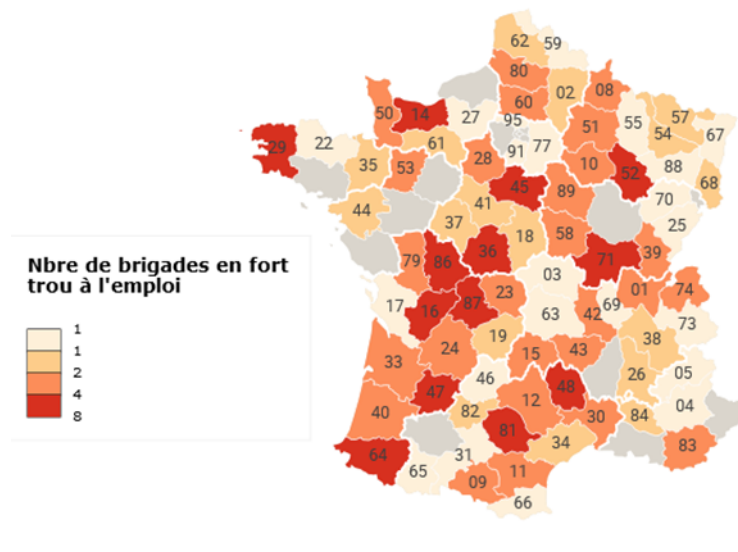 62 59
80
60 02 08
50 14 27 95 51 55 57
54 67
29 22 61 91 77
35 53 28 10 52 88
68
45 89
44 41 70
37 18 58 25
79 86 36 71 39
03
17 16 87 23 01 74
63 42 69 73
33 24 19 15 43 38
26 05
46 48
40 47 82 12 30 84 04
81 34 83
64 65 31 09 11
66
Nbre de brigades en fort
trou à l'emploi
1
1
2
4
8